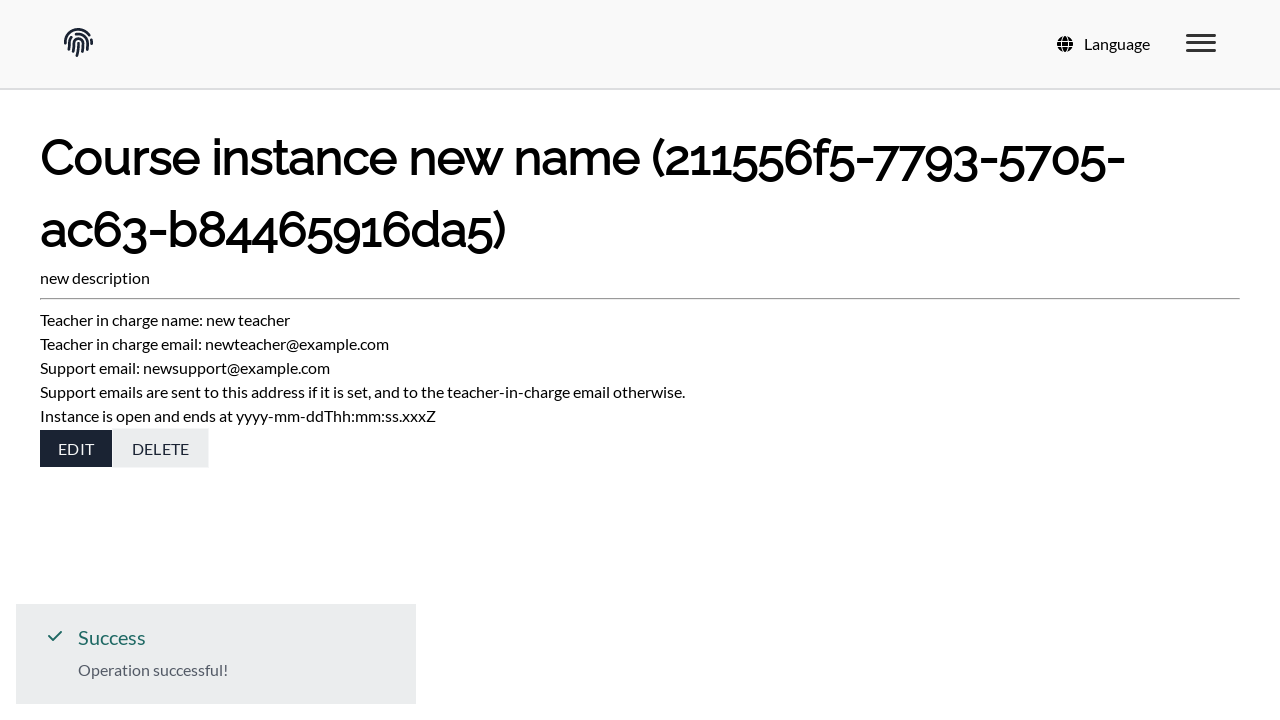 Language
Course instance new name (211556f5-7793-5705-
ac63-b84465916da5)
new description
Teacher in charge name: new teacher
Teacher in charge email: newteacher@example.com
Support email: newsupport@example.com
Support emails are sent to this address if it is set, and to the teacher-in-charge email otherwise.
Instance is open and ends at yyyy-mm-ddThh:mm:ss.xxxZ
EDIT DELETE
Success
Operation successful!